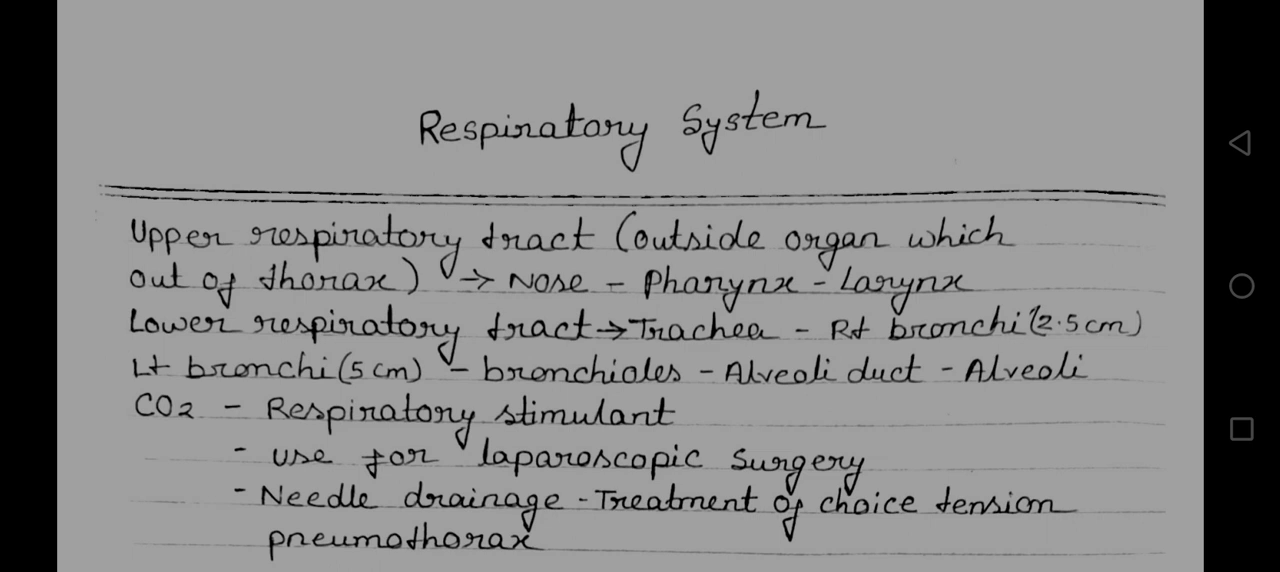 Respiratory System
Upper respiratory tract (outside organ which
out of thorax) → Nose - Pharynx - Larynx
Lower respiratory tract → Trachea - Rt bronchi (2.5 cm)
Lt bronchi (5 cm) - bronchioles - Alveoli duct - Alveoli
CO2 - Respiratory stimulant
- use for laparoscopic surgery
- Needle drainage - Treatment of choice tension
pneumothorax